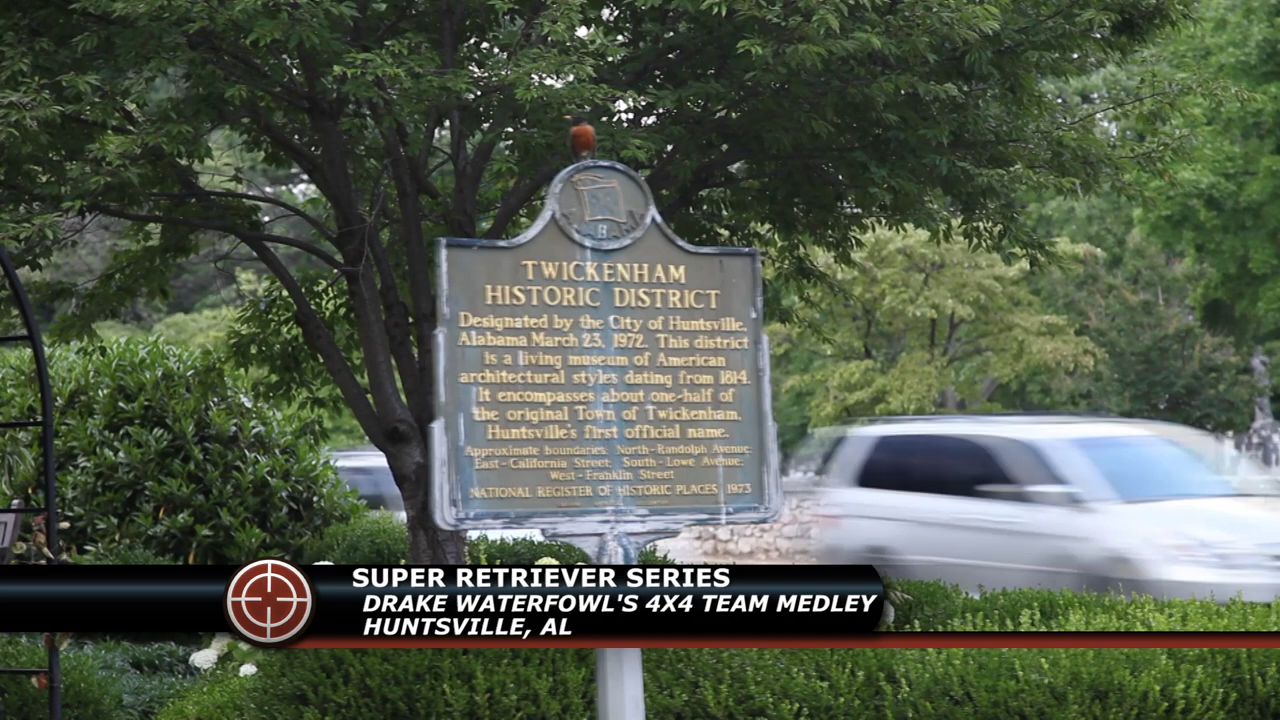 TWICKENHAM
HISTORIC DISTRICT
Designated by the City of Huntsville,
Alabama March 23, 1972. This district
is a living museum of American
architectural styles dating from 1814.
It encompasses about one-half of
the original Town of Twickenham,
Huntsville's first official name.
Approximate boundaries: North-Randolph Avenue;
East-California Street; South-Lowe Avenue;
West-Franklin Street
NATIONAL REGISTER OF HISTORIC PLACES 1973
SUPER RETRIEVER SERIES
DRAKE WATERFOWL'S 4X4 TEAM MEDLEY
HUNTSVILLE, AL